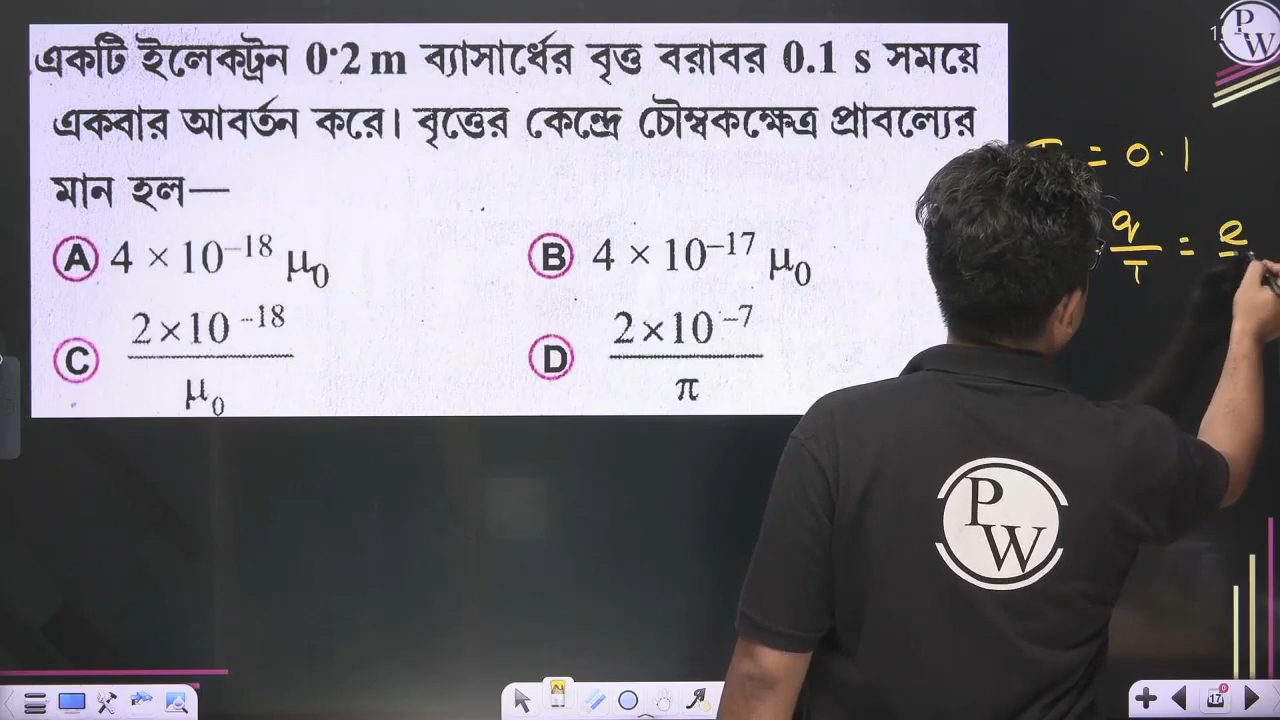 একটি ইলেকট্রন 0·2 m ব্যাসার্ধের বৃত্ত বরাবর 0.1 s সময়ে
একবার আবর্তন করে। বৃত্তের কেন্দ্রে চৌম্বকক্ষেত্র প্রাবল্যের
মান হল—
A 4 × 10⁻¹⁸ μ₀
B 4 × 10⁻¹⁷ μ₀
C 2×10⁻¹⁸ / μ₀
D 2×10⁻⁷ / π
= 0.1
q/T = e
PW
PW
17